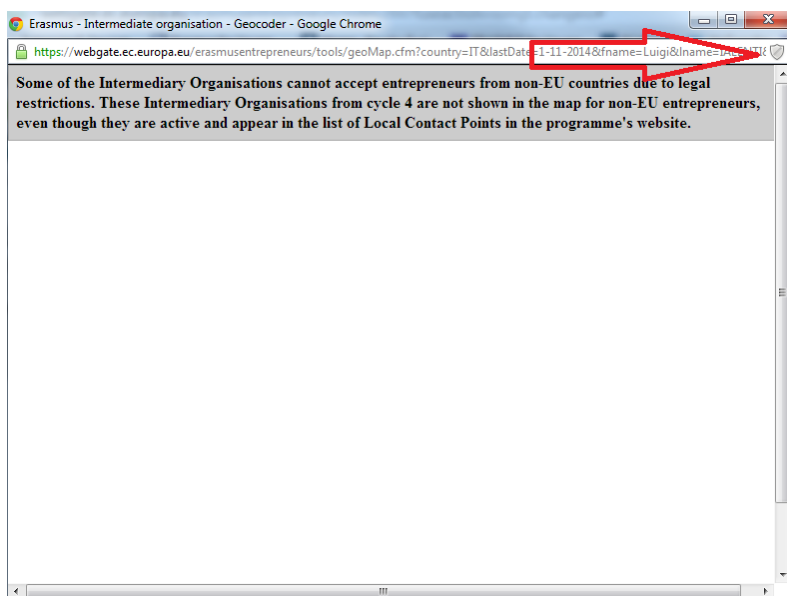 Erasmus - Intermediate organisation - Geocoder - Google Chrome
https://webgate.ec.europa.eu/erasmusentrepreneurs/tools/geoMap.cfm?country=IT&lastDate=1-11-2014&fname=Luigi&lname=
Some of the Intermediary Organisations cannot accept entrepreneurs from non-EU countries due to legal
restrictions. These Intermediary Organisations from cycle 4 are not shown in the map for non-EU entrepreneurs,
even though they are active and appear in the list of Local Contact Points in the programme's website.